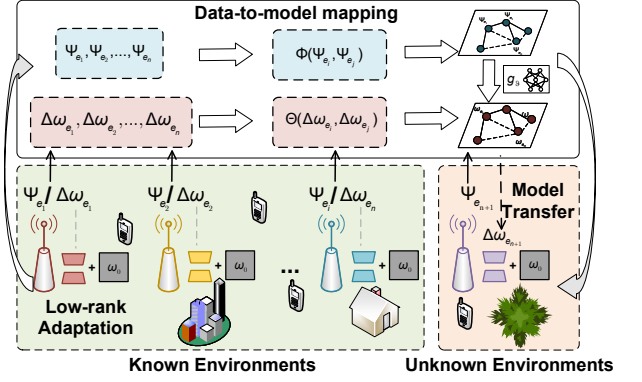 Data-to-model mapping
Ψ_{e_1}, Ψ_{e_2}, ..., Ψ_{e_n}
Φ(Ψ_{e_i}, Ψ_{e_j})
g_ϑ
Δω_{e_1}, Δω_{e_2}, ..., Δω_{e_n}
Θ(Δω_{e_i}, Δω_{e_j})
Ψ_{e_1} / Δω_{e_1}
Ψ_{e_2} / Δω_{e_2}
Ψ_{e_i} / Δω_{e_n}
Ψ_{e_{n+1}}
Model
Transfer
Δω_{e_{n+1}}
+ ω_0
+ ω_0
...
+ ω_0
+ ω_0
Low-rank
Adaptation
Known Environments
Unknown Environments